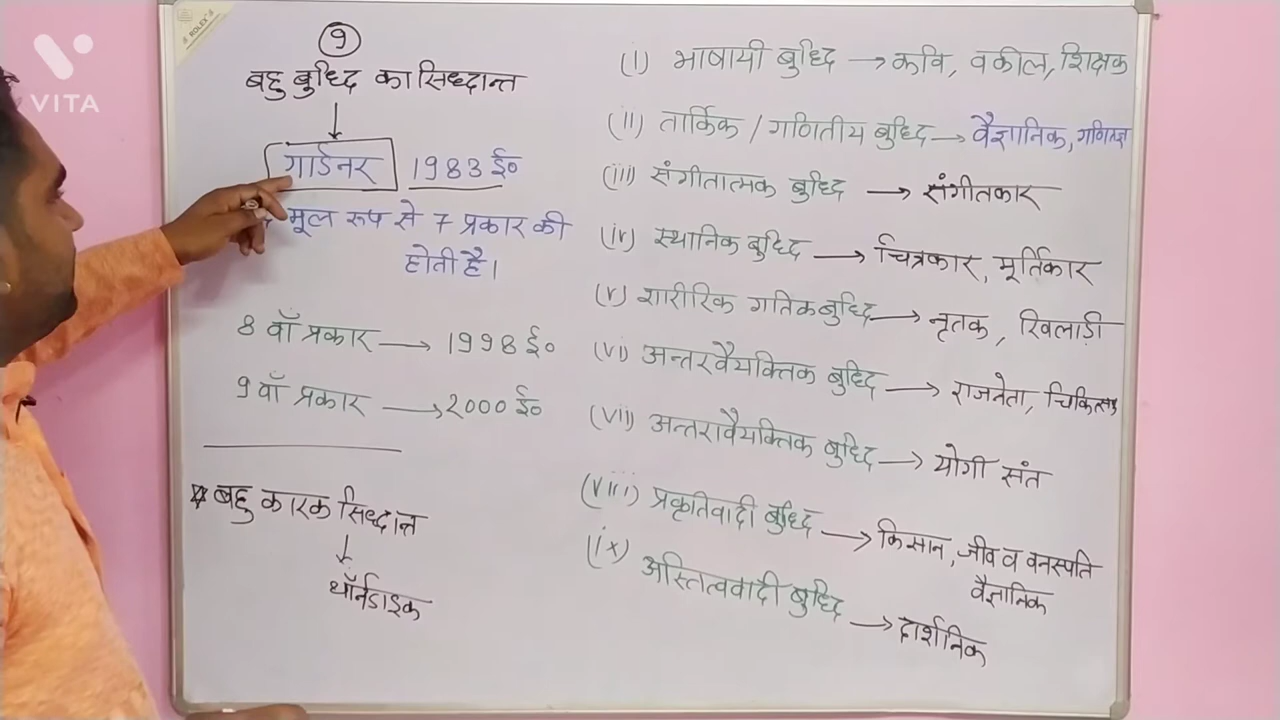 VITA
ROLEX
9
बहु बुध्दि का सिध्दान्त
गार्डनर 1983 ई०
मूल रूप से 7 प्रकार की
होती है।
8 वाँ प्रकार → 1998 ई०
9 वाँ प्रकार → 2000 ई०
बहु कारक सिध्दान्त
↓
थॉर्नडाइक
(i) भाषायी बुध्दि → कवि, वकील, शिक्षक
(ii) तार्किक / गणितीय बुध्दि → वैज्ञानिक, गणितज्ञ
(iii) संगीतात्मक बुध्दि → संगीतकार
(iv) स्थानिक बुध्दि → चित्रकार, मूर्तिकार
(v) शारीरिक गतिक बुध्दि → नृतक, खिलाड़ी
(vi) अन्तरवैयक्तिक बुध्दि → राजनेता, चिकित्सक
(vii) अन्तरावैयक्तिक बुध्दि → योगी संत
(viii) प्रकृतिवादी बुध्दि → किसान, जीव व वनस्पति
वैज्ञानिक
(ix) अस्तित्ववादी बुध्दि → दार्शनिक